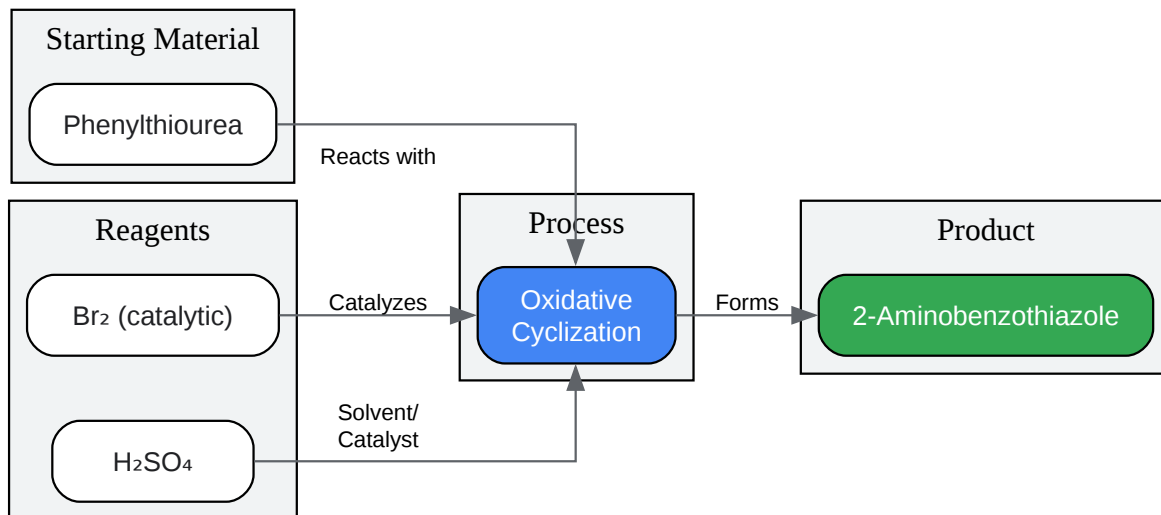 Starting Material
Phenylthiourea
Reacts with
Reagents
Br₂ (catalytic)
Catalyzes
H₂SO₄
Solvent/
Catalyst
Process
Oxidative
Cyclization
Forms
Product
2-Aminobenzothiazole